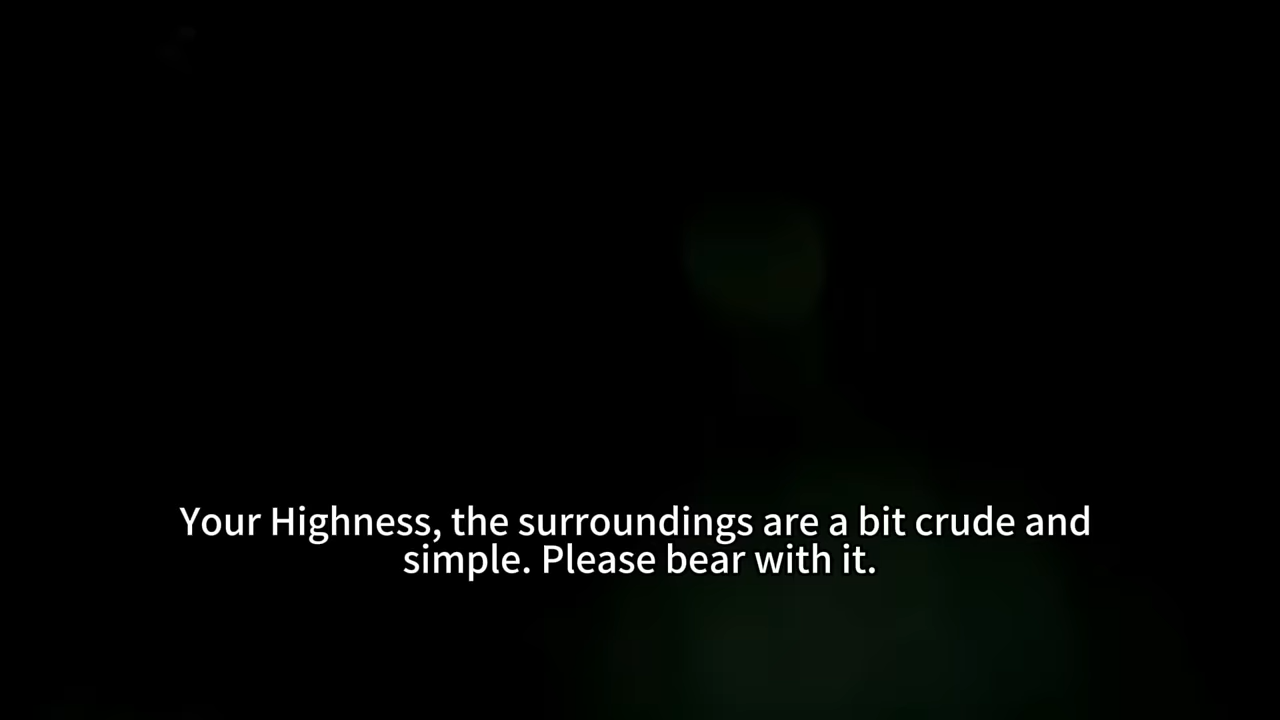 Your Highness, the surroundings are a bit crude and
simple. Please bear with it.